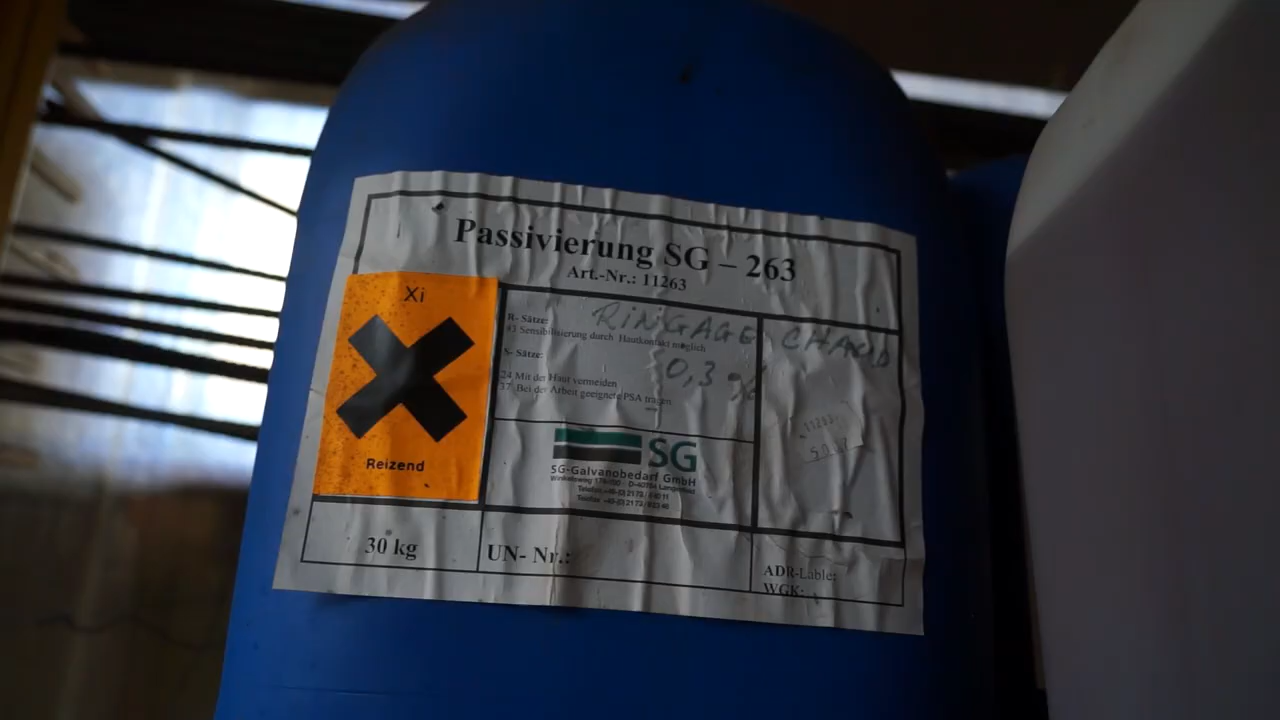 Passivierung SG – 263
Art.-Nr.: 11263
Xi
Reizend
R- Sätze:
43 Sensibilisierung durch Hautkontakt möglich
S- Sätze:
24 Mit der Haut vermeiden
37 Bei der Arbeit geeignete PSA tragen
RiNGAGE CHAUD
0,3 %
SG
SG-Galvanobedarf GmbH
30 kg
UN- Nr.:
ADR-Lable:
WGK: